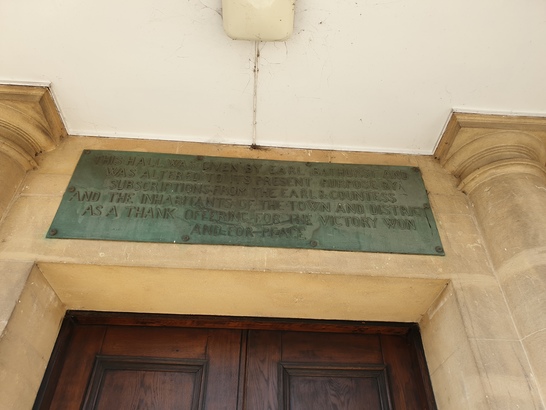 THIS HALL WAS GIVEN BY EARL BATHURST AND
WAS ALTERED TO ITS PRESENT
SUBSCRIPTIONS FROM THE EARL & COUNTESS
AND THE INHABITANTS OF THE TOWN AND DISTRICT
AS A THANK OFFERING FOR THE VICTORY WON
AND FOR PEACE